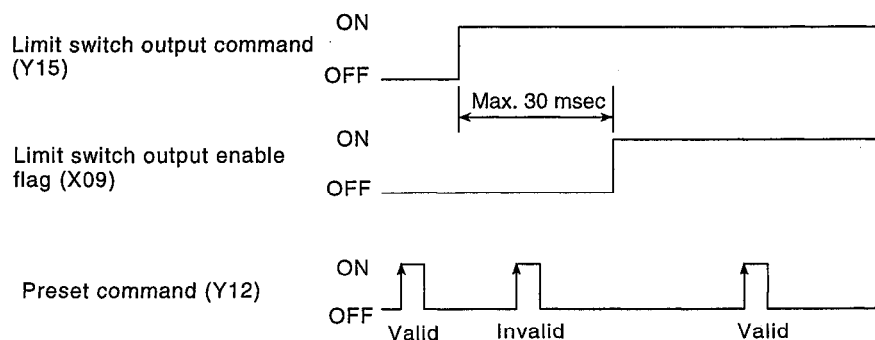 ON
Limit switch output command
(Y15)
OFF
Max. 30 msec
ON
Limit switch output enable
flag (X09)
OFF
ON
Preset command (Y12)
OFF
Valid Invalid Valid